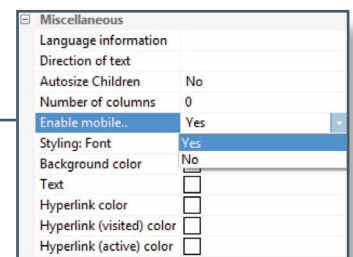 Miscellaneous
Language information
Direction of text
Autosize Children No
Number of columns 0
Enable mobile.. Yes
Styling: Font Yes
Background color No
Text
Hyperlink color
Hyperlink (visited) color
Hyperlink (active) color